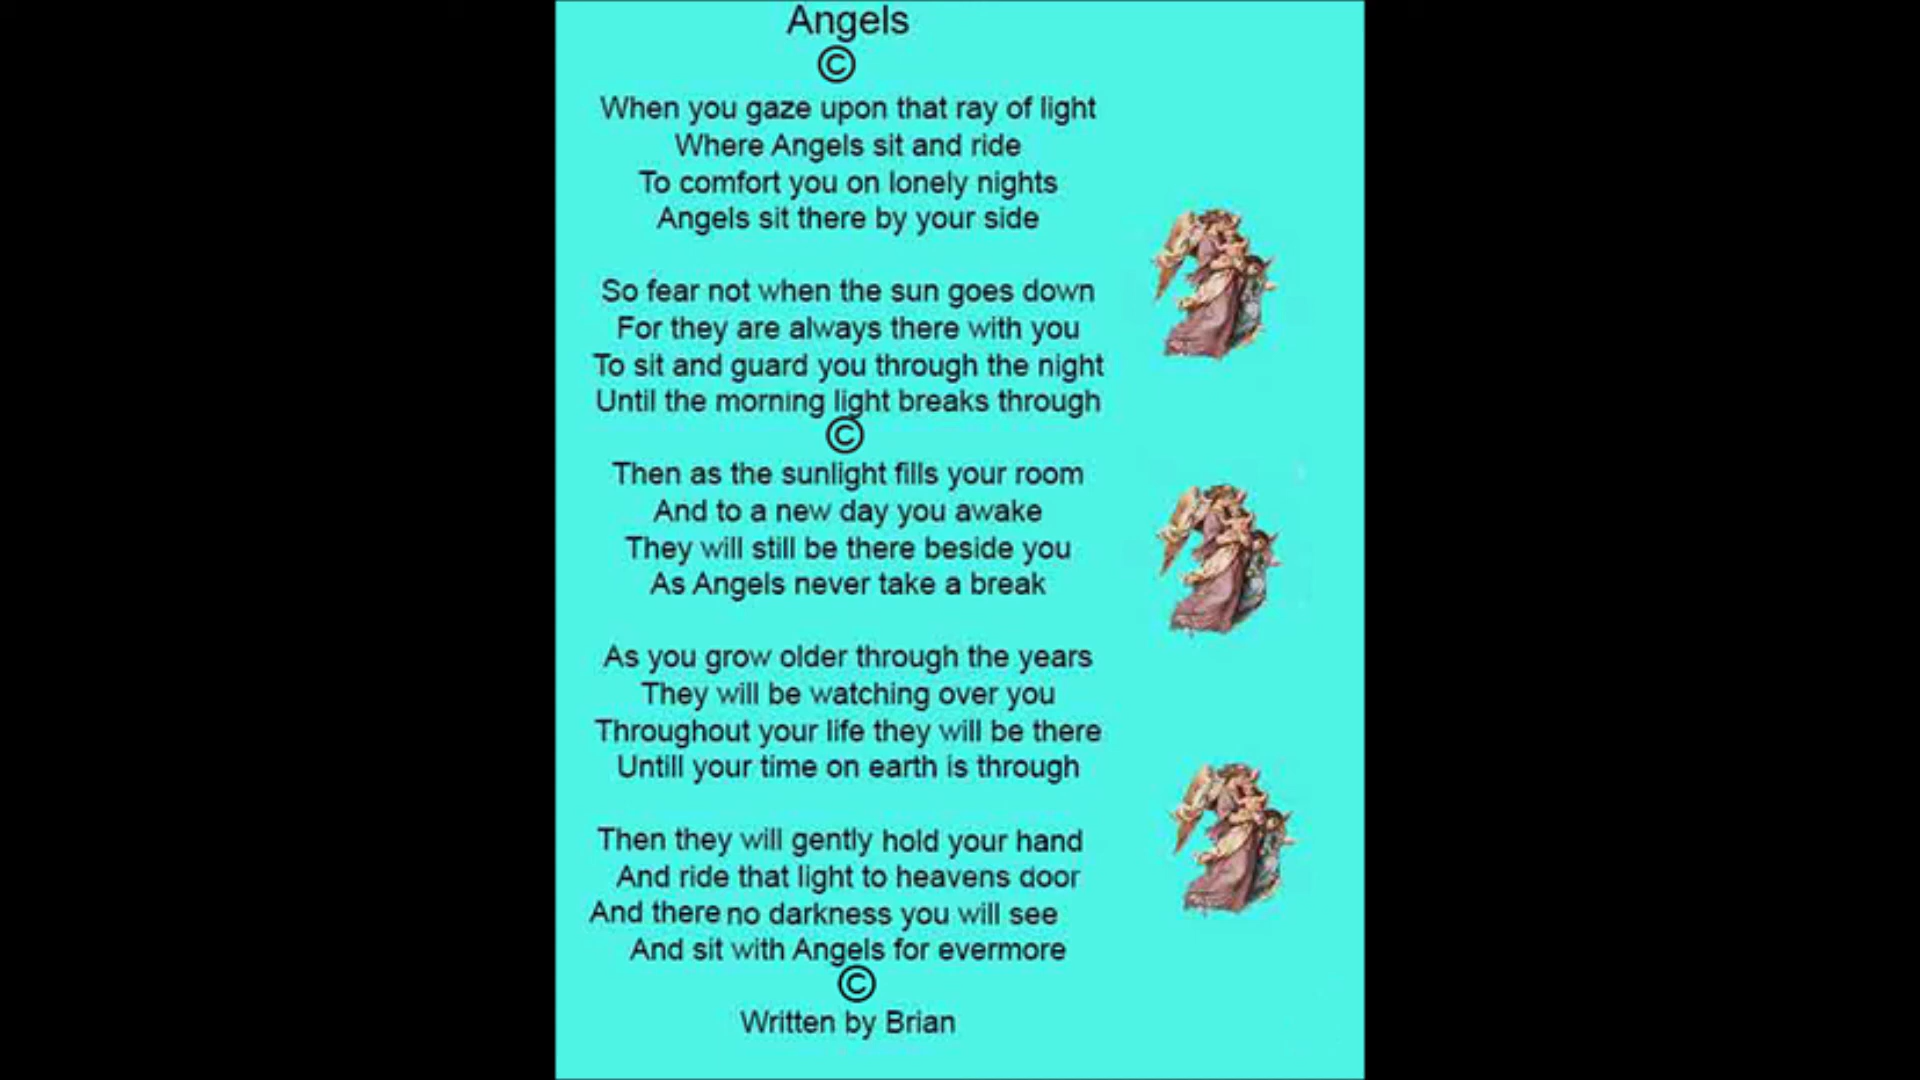 Angels
©
When you gaze upon that ray of light
Where Angels sit and ride
To comfort you on lonely nights
Angels sit there by your side
So fear not when the sun goes down
For they are always there with you
To sit and guard you through the night
Until the morning light breaks through
©
Then as the sunlight fills your room
And to a new day you awake
They will still be there beside you
As Angels never take a break
As you grow older through the years
They will be watching over you
Throughout your life they will be there
Untill your time on earth is through
Then they will gently hold your hand
And ride that light to heavens door
And there no darkness you will see
And sit with Angels for evermore
©
Written by Brian